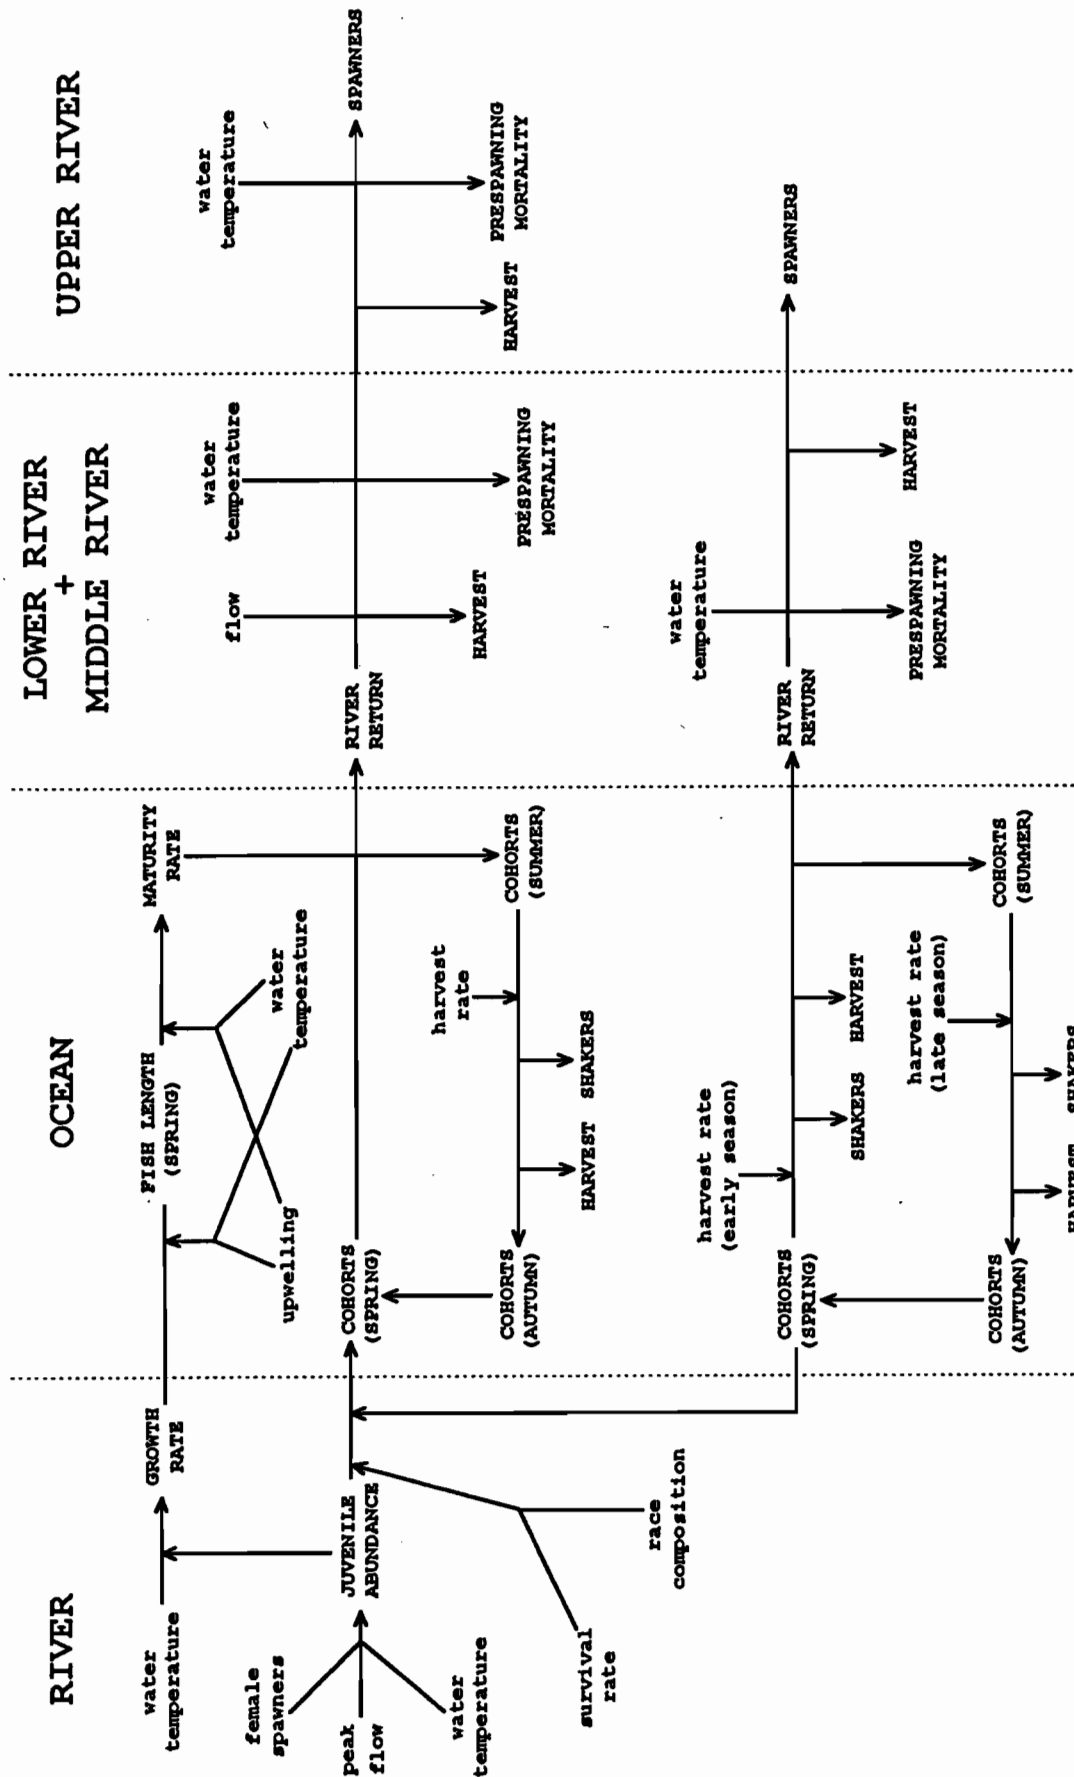 RIVER
OCEAN
LOWER RIVER
+
MIDDLE RIVER
UPPER RIVER
water
temperature
GROWTH
RATE
FISH LENGTH
(SPRING)
MATURITY
RATE
female
spawners
peak
flow
water
temperature
JUVENILE
ABUNDANCE
survival
rate
race
composition
upwelling
water
temperature
COHORTS
(SPRING)
COHORTS
(AUTUMN)
HARVEST
SHAKERS
harvest
rate
COHORTS
(SUMMER)
RIVER
RETURN
flow
HARVEST
water
temperature
PRESPAWNING
MORTALITY
HARVEST
water
temperature
PRESPAWNING
MORTALITY
SPAWNERS
COHORTS
(SPRING)
harvest rate
(early season)
SHAKERS
HARVEST
COHORTS
(AUTUMN)
HARVEST
SHAKERS
harvest rate
(late season)
COHORTS
(SUMMER)
RIVER
RETURN
water
temperature
PRESPAWNING
MORTALITY
HARVEST
SPAWNERS